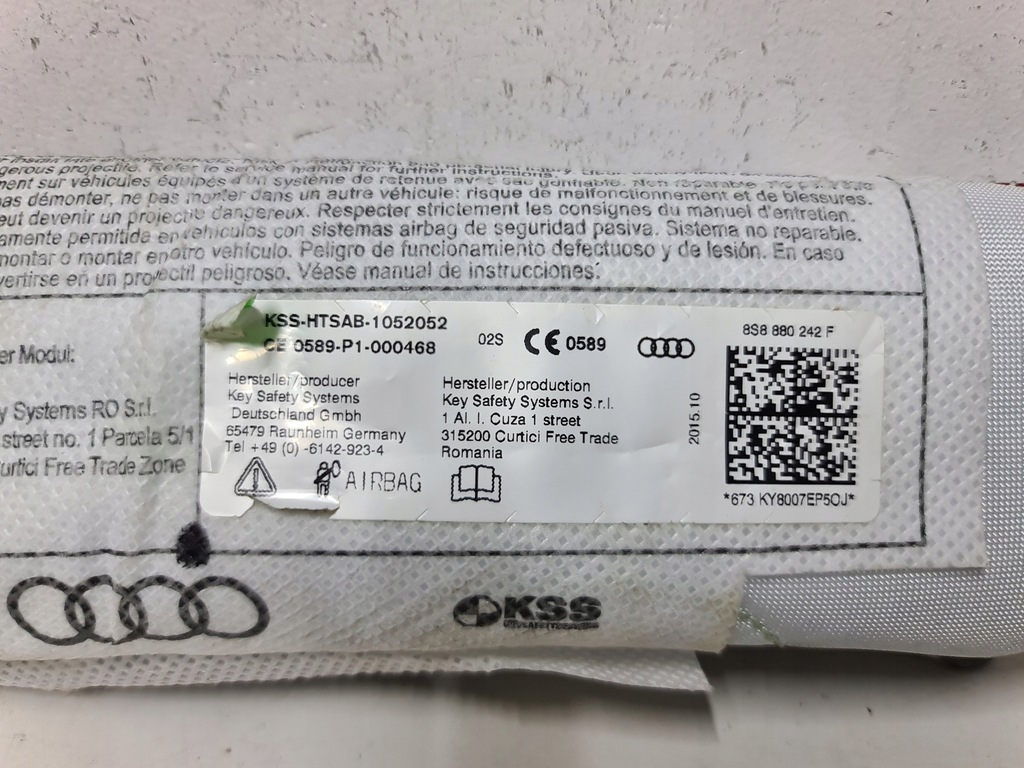 gerous projectile. Refer to service manual for further instructions.
ment sur véhicules équipés d'un système de retenue avec sac gonflable. Non réparable.
pas démonter, ne pas monter dans un autre véhicule: risque de malfonctionnement et de blessures.
eut devenir un projectile dangereux. Respecter strictement les consignes du manuel d'entretien.
amente permitida en vehiculos con sistemas airbag de seguridad pasiva. Sistema no reparable.
montar o montar en otro vehículo. Peligro de funcionamiento defectuoso y de lesión. En caso
vertirse en un proyectil peligroso. Véase manual de instrucciones.
er Modul:
y Systems RO S.r.l.
street no. 1 Parcela 5/1
Curtici Free Trade Zone
KSS-HTSAB-1052052
CE 0589-P1-000468
02S CE 0589
Hersteller/producer
Key Safety Systems
Deutschland Gmbh
65479 Raunheim Germany
Tel +49 (0) -6142-923-4
AIRBAG
Hersteller/production
Key Safety Systems S.r.l.
1 Al. I. Cuza 1 street
315200 Curtici Free Trade
Romania
2015.10
8S8 880 242 F
*673 KY8007EP5OJ*
KSS